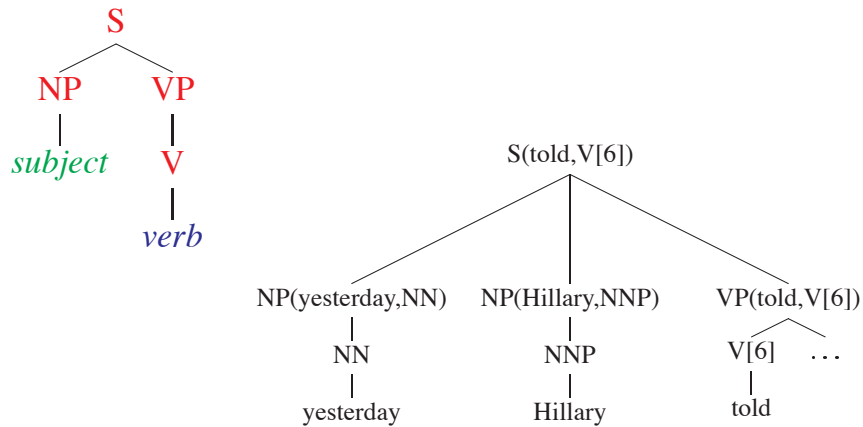 S
NP VP
subject V
verb
S(told,V[6])
NP(yesterday,NN) NP(Hillary,NNP) VP(told,V[6])
NN NNP V[6] ...
yesterday Hillary told